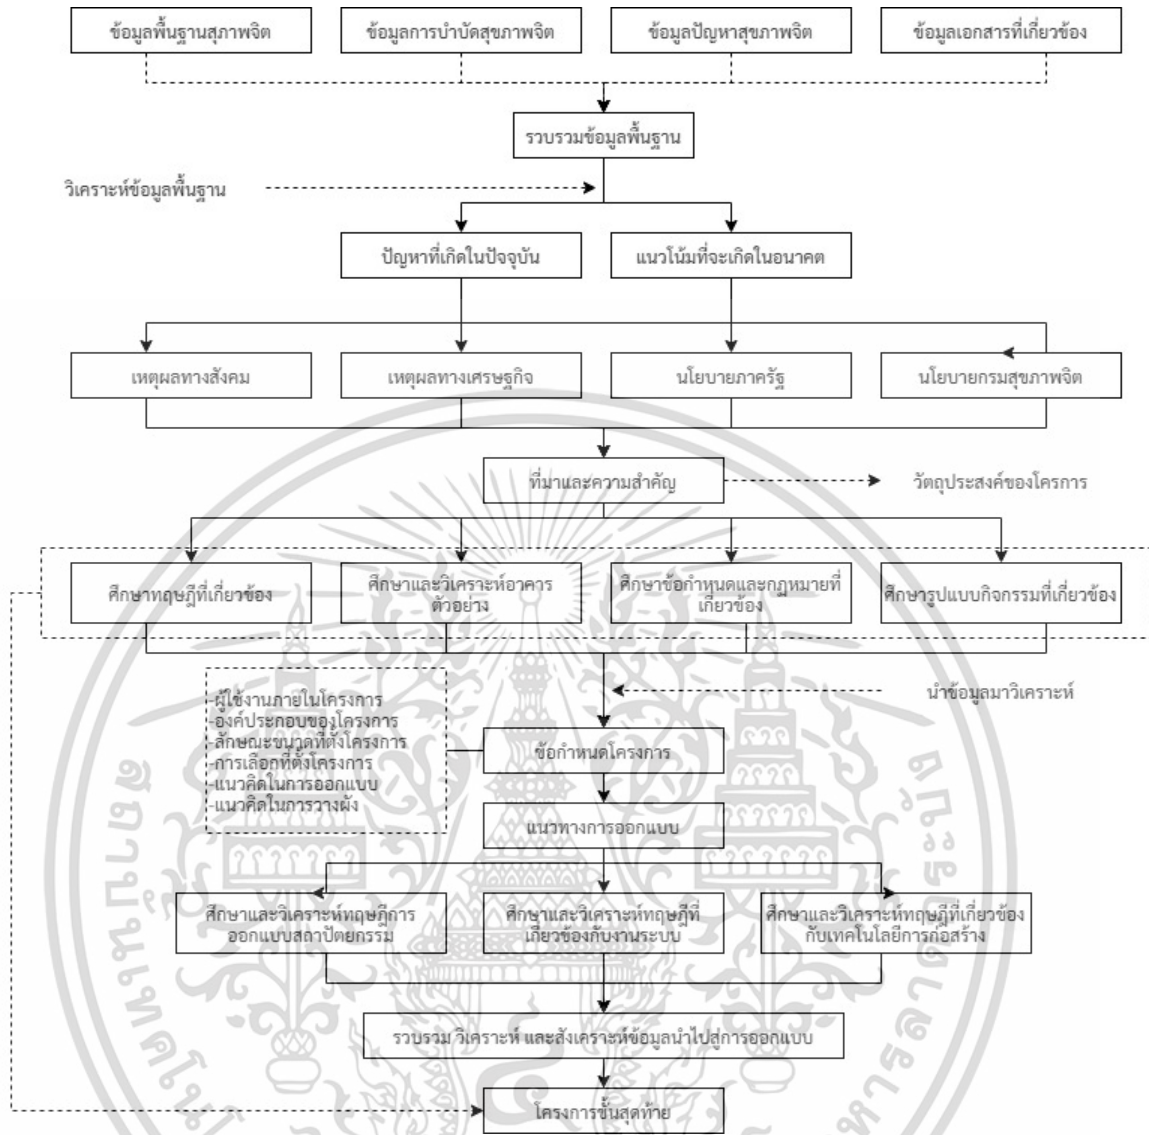 ข้อมูลพื้นฐานสุภาพจิต
ข้อมูลการบำบัดสุขภาพจิต
ข้อมูลปัญหาสุขภาพจิต
ข้อมูลเอกสารที่เกี่ยวข้อง
รวบรวมข้อมูลพื้นฐาน
วิเคราะห์ข้อมูลพื้นฐาน
ปัญหาที่เกิดในปัจจุบัน
แนวโน้มที่จะเกิดในอนาคต
เหตุผลทางสังคม
เหตุผลทางเศรษฐกิจ
นโยบายภาครัฐ
นโยบายกรมสุขภาพจิต
ที่มาและความสำคัญ
วัตถุประสงค์ของโครการ
ศึกษาทฤษฎีที่เกี่ยวข้อง
ศึกษาและวิเคราะห์อาคาร
ตัวอย่าง
ศึกษาข้อกำหนดและกฎหมายที่
เกี่ยวข้อง
ศึกษารูปแบบกิจกรรมที่เกี่ยวข้อง
นำข้อมูลมาวิเคราะห์
-ผู้ใช้งานภายในโครงการ
-องค์ประกอบของโครงการ
-ลักษณะขนาดที่ตั้งโครงการ
-การเลือกที่ตั้งโครงการ
-แนวคิดในการออกแบบ
-แนวคิดในการวางผัง
ข้อกำหนดโครงการ
แนวทางการออกแบบ
ศึกษาและวิเคราะห์ทฤษฎีการ
ออกแบบสถาปัตยกรรม
ศึกษาและวิเคราะห์ทฤษฎีที่
เกี่ยวข้องกับงานระบบ
ศึกษาและวิเคราะห์ทฤษฎีที่เกี่ยวข้อง
กับเทคโนโลยีการก่อสร้าง
รวบรวม วิเคราะห์ และสังเคราะห์ข้อมูลนำไปสู่การออกแบบ
โครงการขั้นสุดท้าย